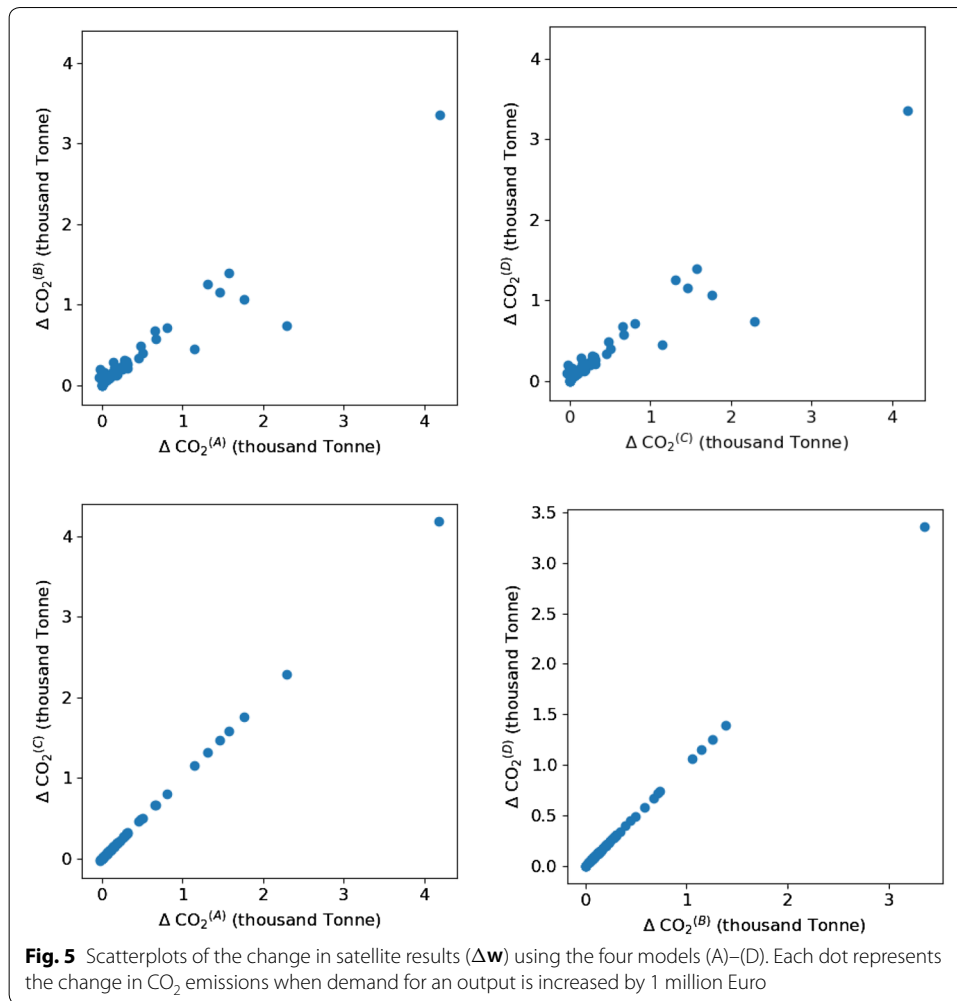 4
3
2
1
0
Δ CO₂⁽ᴮ⁾ (thousand Tonne)
0 1 2 3 4
Δ CO₂⁽ᴬ⁾ (thousand Tonne)
4
3
2
1
0
Δ CO₂⁽ᴰ⁾ (thousand Tonne)
0 1 2 3 4
Δ CO₂⁽ᶜ⁾ (thousand Tonne)
4
3
2
1
0
Δ CO₂⁽ᶜ⁾ (thousand Tonne)
0 1 2 3 4
Δ CO₂⁽ᴬ⁾ (thousand Tonne)
3.5
3.0
2.5
2.0
1.5
1.0
0.5
0.0
Δ CO₂⁽ᴰ⁾ (thousand Tonne)
0 1 2 3
Δ CO₂⁽ᴮ⁾ (thousand Tonne)
Fig. 5 Scatterplots of the change in satellite results (Δw) using the four models (A)–(D). Each dot represents
the change in CO₂ emissions when demand for an output is increased by 1 million Euro